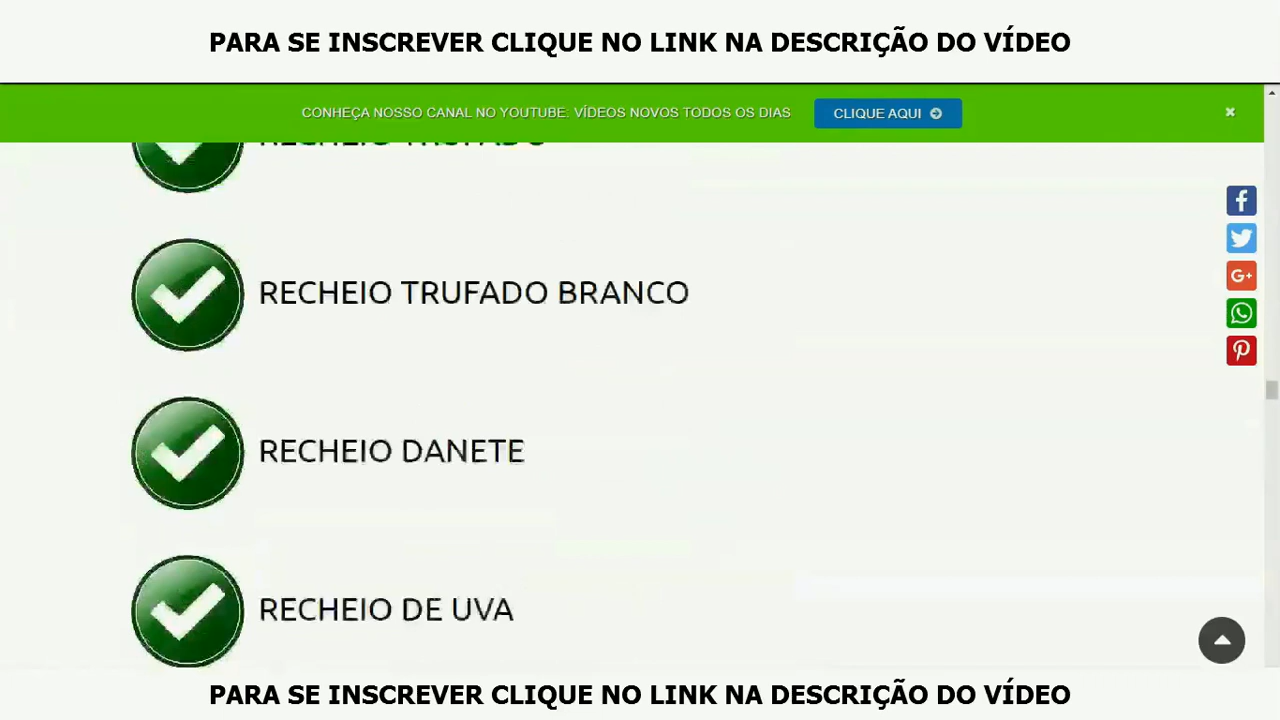 PARA SE INSCREVER CLIQUE NO LINK NA DESCRIÇÃO DO VÍDEO
CONHEÇA NOSSO CANAL NO YOUTUBE. VÍDEOS NOVOS TODOS OS DIAS
CLIQUE AQUI
RECHEIO TRUFADO
RECHEIO TRUFADO BRANCO
RECHEIO DANETE
RECHEIO DE UVA
PARA SE INSCREVER CLIQUE NO LINK NA DESCRIÇÃO DO VÍDEO